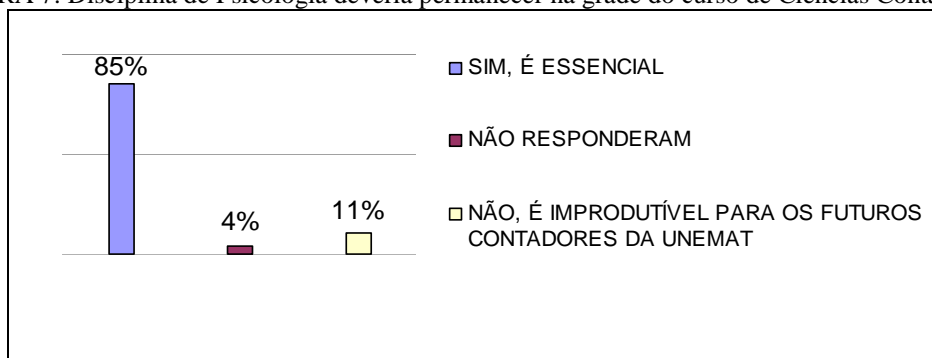 7. Disciplina de Psicologia deveria permanecer na grade do curso de Ciências
85%
4%
11%
SIM, É ESSENCIAL
NÃO RESPONDERAM
NÃO, É IMPRODUTÍVEL PARA OS FUTUROS
CONTADORES DA UNEMAT